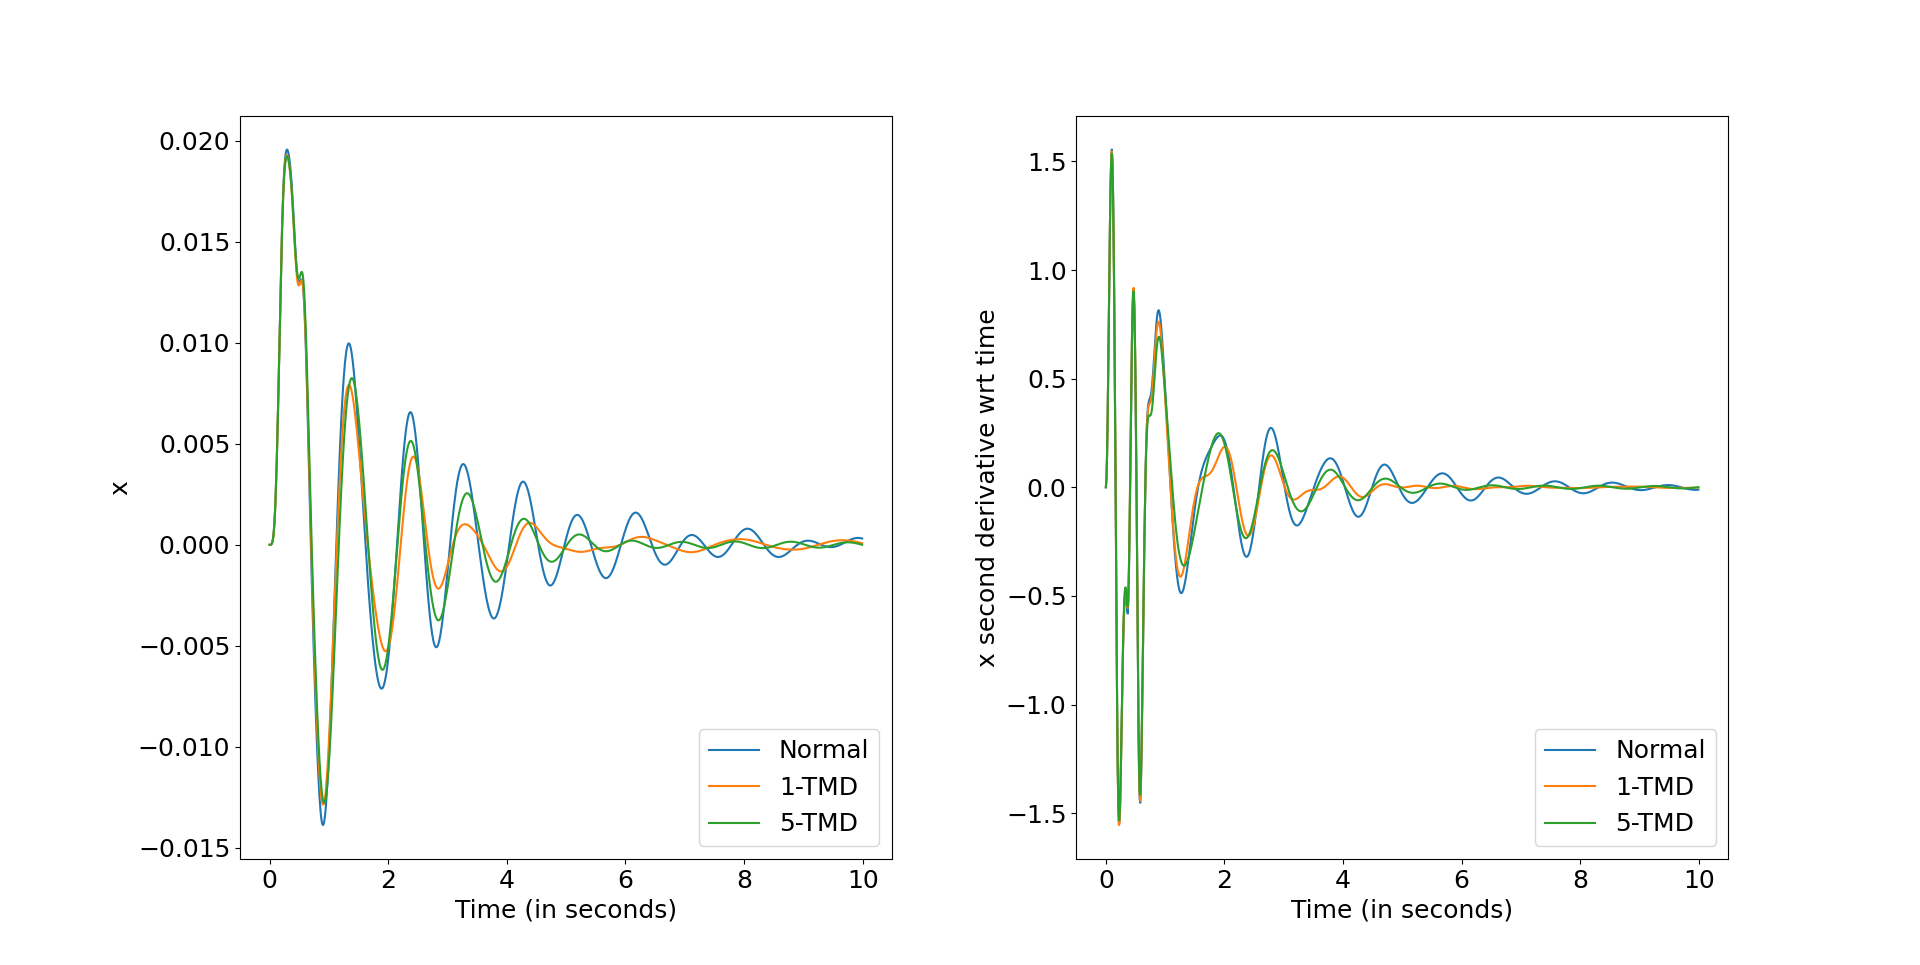 x
0.020
0.015
0.010
0.005
0.000
−0.005
−0.010
−0.015
0 2 4 6 8 10
Time (in seconds)
Normal
1-TMD
5-TMD
x second derivative wrt time
1.5
1.0
0.5
0.0
−0.5
−1.0
−1.5
0 2 4 6 8 10
Time (in seconds)
Normal
1-TMD
5-TMD